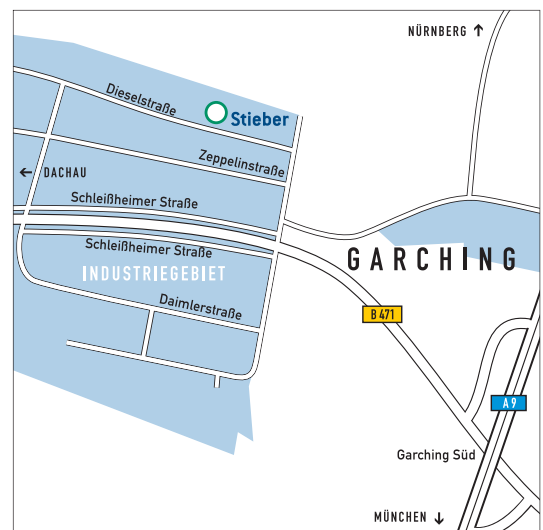 NÜRNBERG ↑
Dieselstraße
Stieber
Zeppelinstraße
← DACHAU
Schleißheimer Straße
Schleißheimer Straße
GARCHING
INDUSTRIEGEBIET
Daimlerstraße
B 471
A 9
Garching Süd
MÜNCHEN ↓